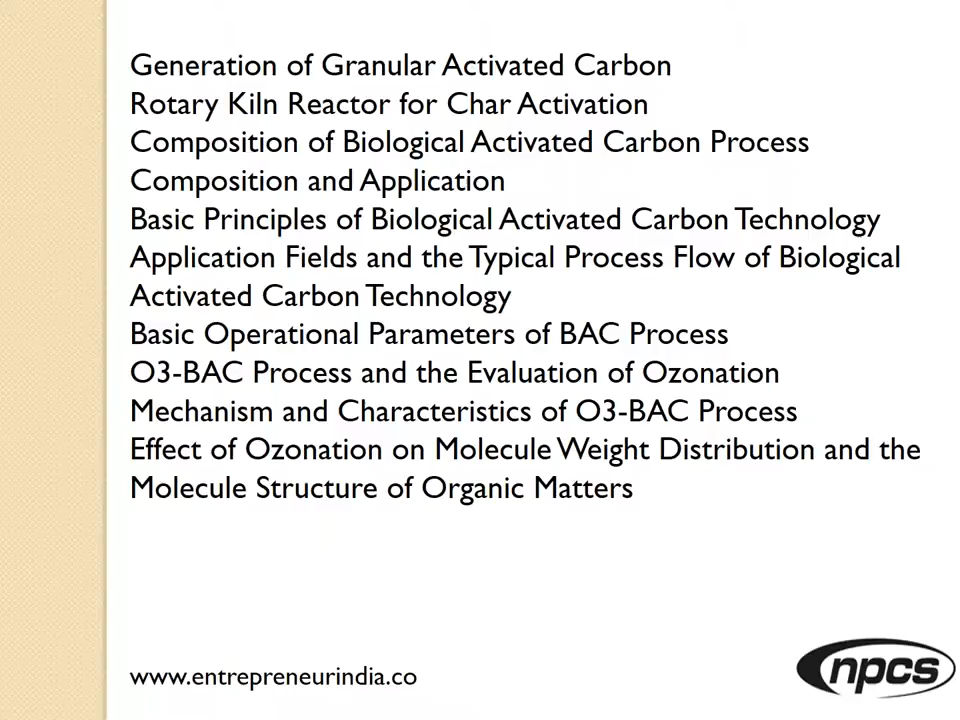 Generation of Granular Activated Carbon
Rotary Kiln Reactor for Char Activation
Composition of Biological Activated Carbon Process
Composition and Application
Basic Principles of Biological Activated Carbon Technology
Application Fields and the Typical Process Flow of Biological
Activated Carbon Technology
Basic Operational Parameters of BAC Process
O3-BAC Process and the Evaluation of Ozonation
Mechanism and Characteristics of O3-BAC Process
Effect of Ozonation on Molecule Weight Distribution and the
Molecule Structure of Organic Matters
www.entrepreneurindia.co
npcs